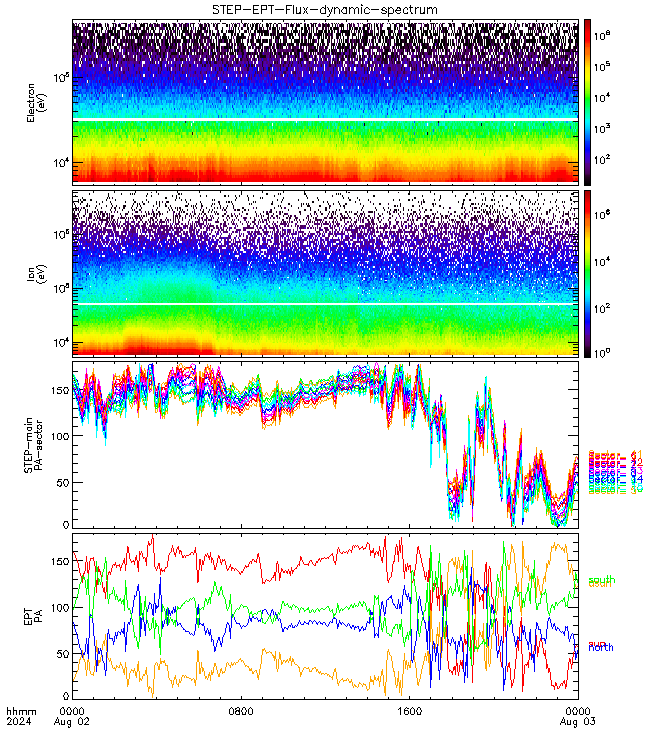 STEP-EPT-Flux-dynamic-spectrum
Electron
(eV)
10^5
10^4
10^6
10^5
10^4
10^3
10^2
Ion
(eV)
10^6
10^5
10^4
10^6
10^4
10^2
10^0
STEP-main
PA-sector
150
100
50
0
EPT
PA
150
100
50
0
south
asun
sun
north
hhmm
2024
0000
Aug 02
0800
1600
0000
Aug 03